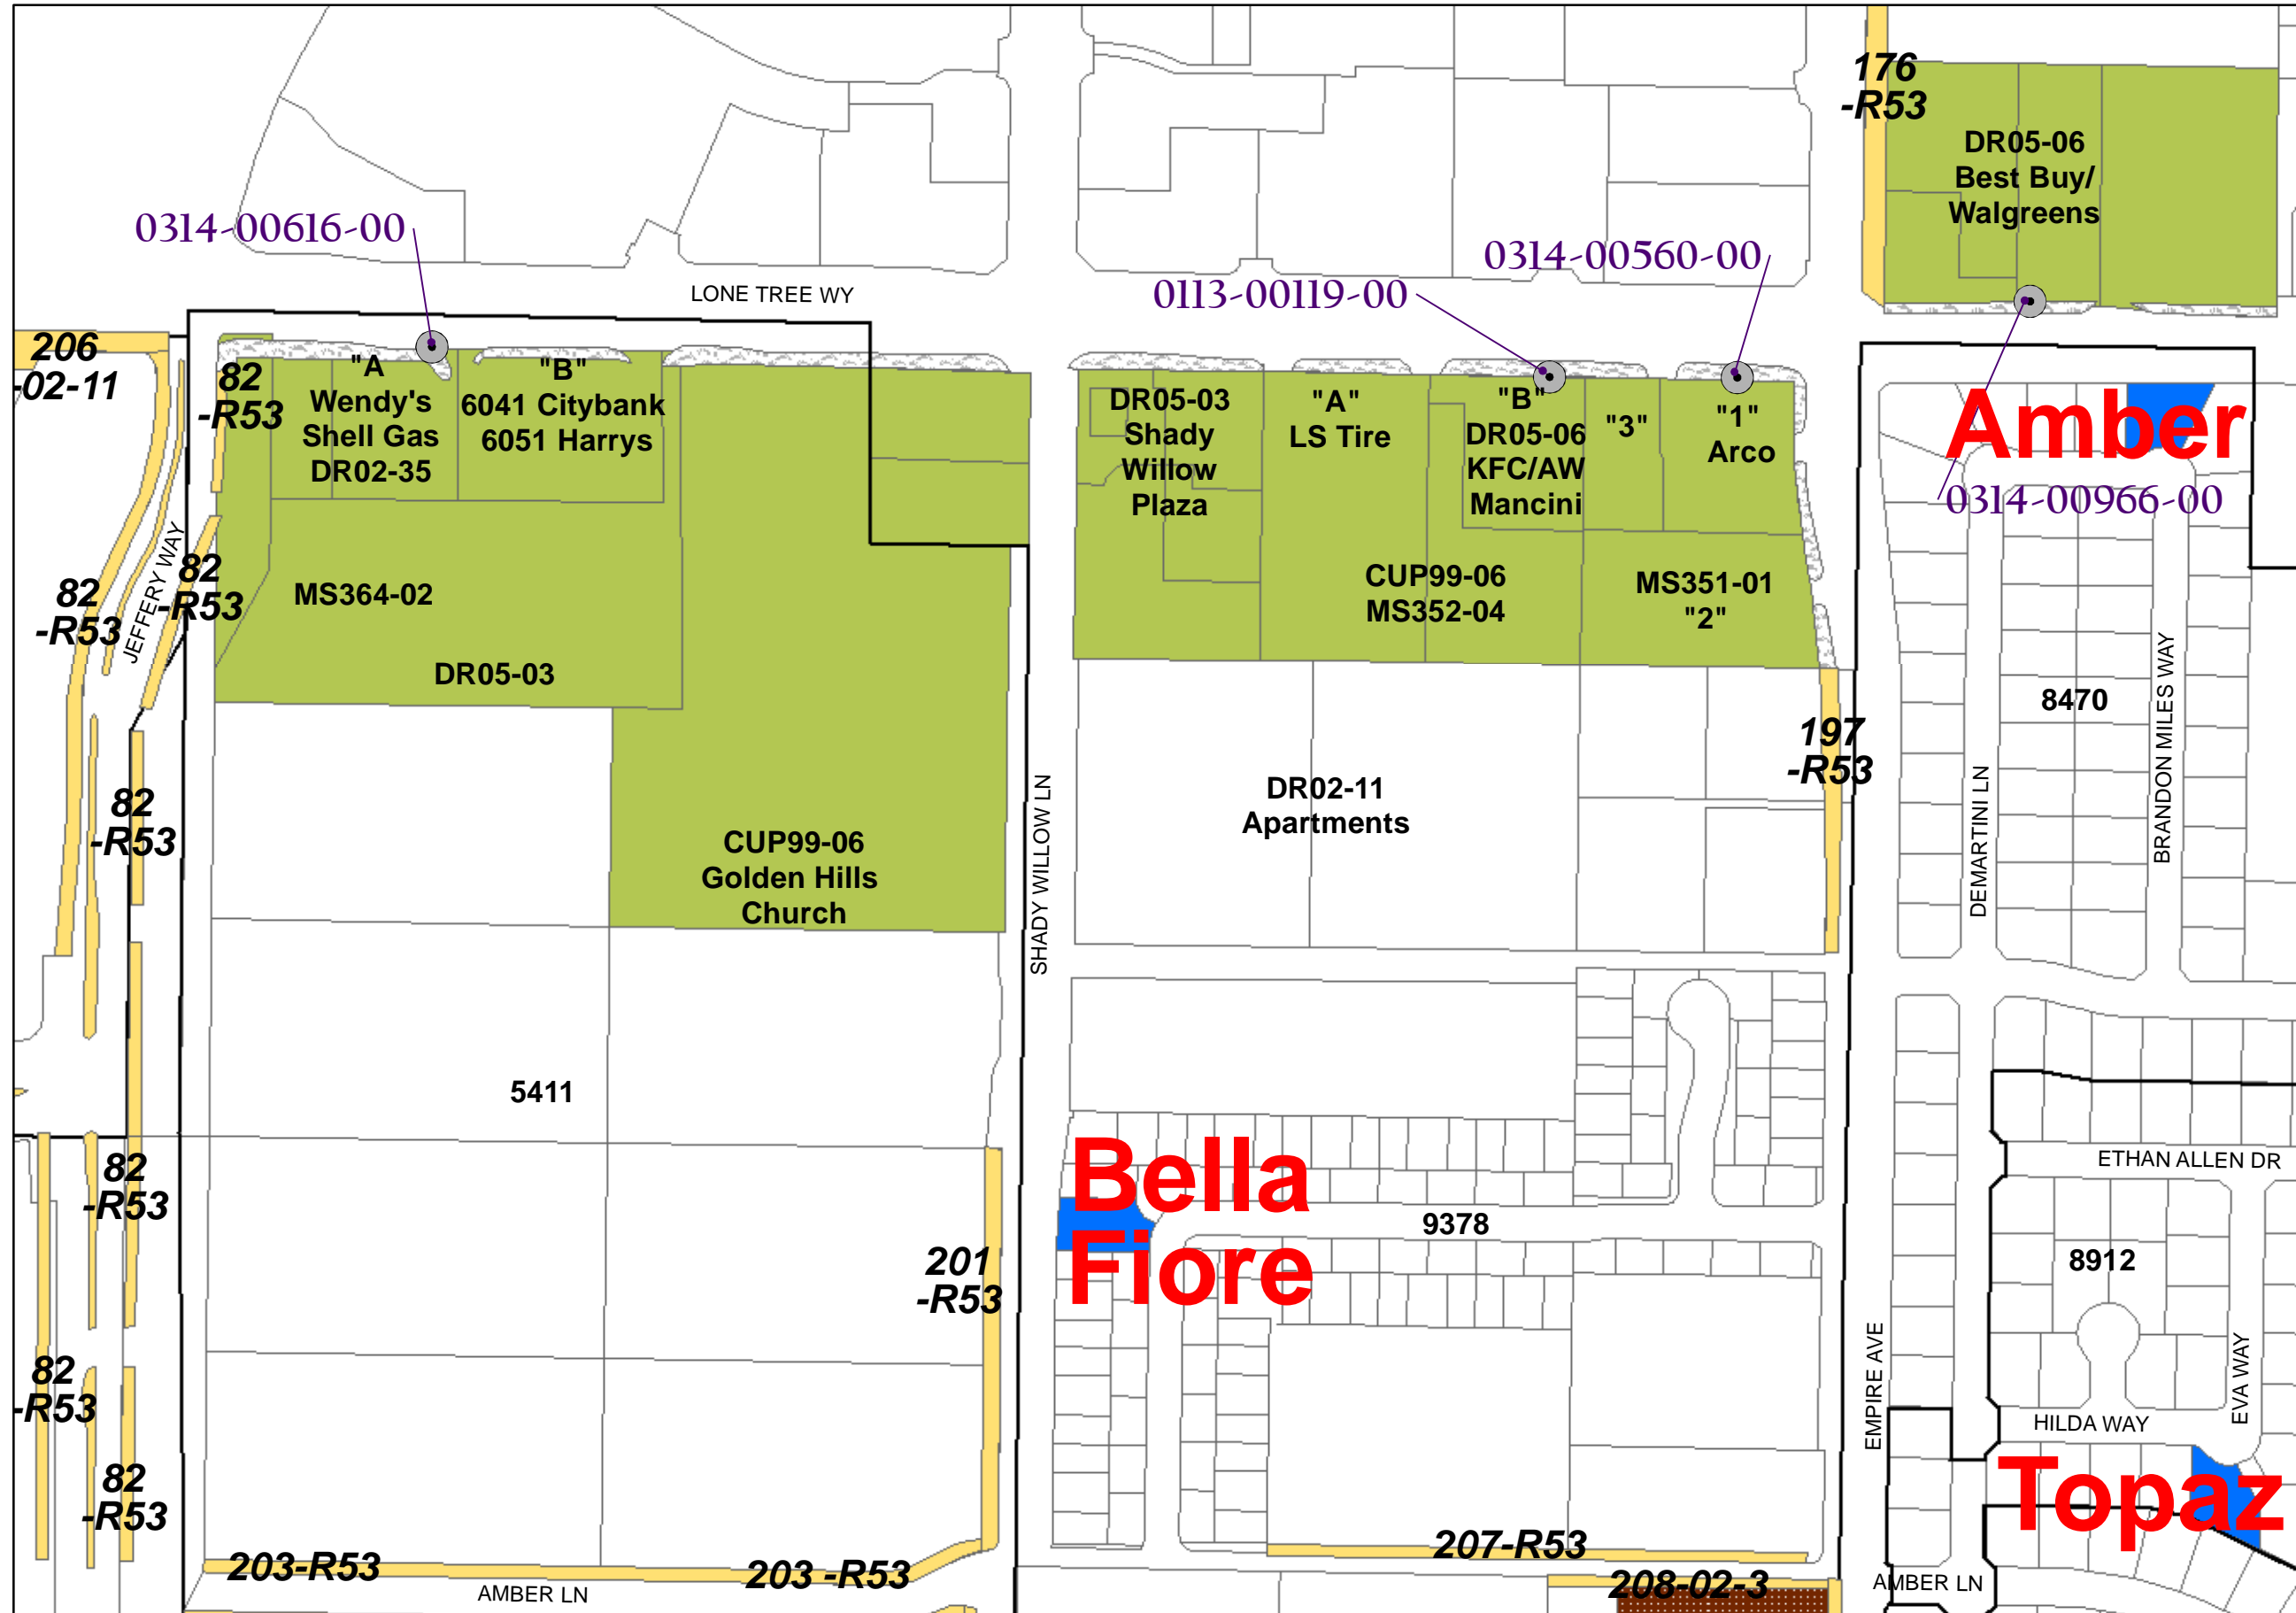 176
-R53
DR05-06
Best Buy/
Walgreens
0314-00616-00
0314-00560-00
0113-00119-00
LONE TREE WY
206
-02-11
82
-R53
"A
Wendy's
Shell Gas
DR02-35
"B"
6041 Citybank
6051 Harrys
DR05-03
Shady
Willow
Plaza
"A"
LS Tire
"B"
DR05-06
KFC/AW
Mancini
"3"
"1"
Arco
Amber
0314-00966-00
JEFFERY WAY
82
-R53
82
-R53
MS364-02
DR05-03
CUP99-06
MS352-04
MS351-01
"2"
8470
BRANDON MILES WAY
DEMARTINI LN
197
-R53
82
-R53
CUP99-06
Golden Hills
Church
SHADY WILLOW LN
DR02-11
Apartments
5411
82
-R53
Bella
Fiore
9378
ETHAN ALLEN DR
8912
201
-R53
EMPIRE AVE
EVA WAY
HILDA WAY
82
-R53
82
-R53
Topaz
203-R53
203 -R53
AMBER LN
207-R53
208-02-3
AMBER LN